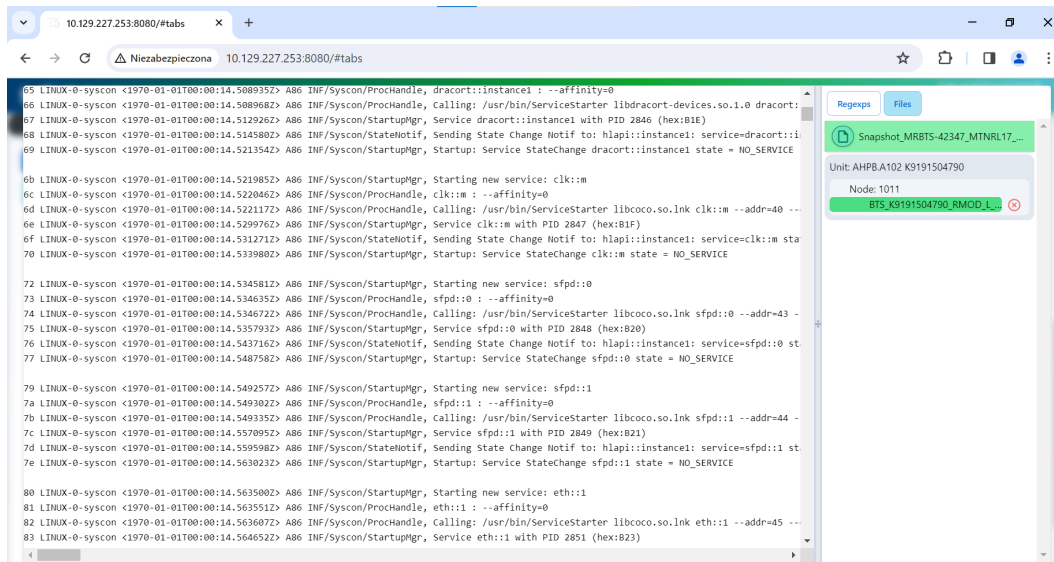 10.129.227.253:8080/#tabs
Niezabezpieczona 10.129.227.253:8080/#tabs
65 LINUX-0-syscon <1970-01-01T00:00:14.508935Z> A86 INF/Syscon/ProcHandle, dracort::instance1 : --affinity=0
66 LINUX-0-syscon <1970-01-01T00:00:14.508968Z> A86 INF/Syscon/ProcHandle, Calling: /usr/bin/ServiceStarter libdracort-devices.so.1.0 dracort:
67 LINUX-0-syscon <1970-01-01T00:00:14.512926Z> A86 INF/Syscon/StartupMgr, Service dracort::instance1 with PID 2846 (hex:B1E)
68 LINUX-0-syscon <1970-01-01T00:00:14.514580Z> A86 INF/Syscon/StateNotif, Sending State Change Notif to: hlapi::instance1: service=dracort::i
69 LINUX-0-syscon <1970-01-01T00:00:14.521354Z> A86 INF/Syscon/StartupMgr, Startup: Service StateChange dracort::instance1 state = NO_SERVICE
6b LINUX-0-syscon <1970-01-01T00:00:14.521985Z> A86 INF/Syscon/StartupMgr, Starting new service: clk::m
6c LINUX-0-syscon <1970-01-01T00:00:14.522046Z> A86 INF/Syscon/ProcHandle, clk::m : --affinity=0
6d LINUX-0-syscon <1970-01-01T00:00:14.522117Z> A86 INF/Syscon/ProcHandle, Calling: /usr/bin/ServiceStarter libcoco.so.lnk clk::m --addr=40 --
6e LINUX-0-syscon <1970-01-01T00:00:14.529976Z> A86 INF/Syscon/StartupMgr, Service clk::m with PID 2847 (hex:B1F)
6f LINUX-0-syscon <1970-01-01T00:00:14.531271Z> A86 INF/Syscon/StateNotif, Sending State Change Notif to: hlapi::instance1: service=clk::m sta
70 LINUX-0-syscon <1970-01-01T00:00:14.533980Z> A86 INF/Syscon/StartupMgr, Startup: Service StateChange clk::m state = NO_SERVICE
72 LINUX-0-syscon <1970-01-01T00:00:14.534581Z> A86 INF/Syscon/StartupMgr, Starting new service: sfpd::0
73 LINUX-0-syscon <1970-01-01T00:00:14.534635Z> A86 INF/Syscon/ProcHandle, sfpd::0 : --affinity=0
74 LINUX-0-syscon <1970-01-01T00:00:14.534672Z> A86 INF/Syscon/ProcHandle, Calling: /usr/bin/ServiceStarter libcoco.so.lnk sfpd::0 --addr=43 -
75 LINUX-0-syscon <1970-01-01T00:00:14.535793Z> A86 INF/Syscon/StartupMgr, Service sfpd::0 with PID 2848 (hex:B20)
76 LINUX-0-syscon <1970-01-01T00:00:14.543716Z> A86 INF/Syscon/StateNotif, Sending State Change Notif to: hlapi::instance1: service=sfpd::0 st
77 LINUX-0-syscon <1970-01-01T00:00:14.548758Z> A86 INF/Syscon/StartupMgr, Startup: Service StateChange sfpd::0 state = NO_SERVICE
79 LINUX-0-syscon <1970-01-01T00:00:14.549257Z> A86 INF/Syscon/StartupMgr, Starting new service: sfpd::1
7a LINUX-0-syscon <1970-01-01T00:00:14.549302Z> A86 INF/Syscon/ProcHandle, sfpd::1 : --affinity=0
7b LINUX-0-syscon <1970-01-01T00:00:14.549335Z> A86 INF/Syscon/ProcHandle, Calling: /usr/bin/ServiceStarter libcoco.so.lnk sfpd::1 --addr=44 -
7c LINUX-0-syscon <1970-01-01T00:00:14.557095Z> A86 INF/Syscon/StartupMgr, Service sfpd::1 with PID 2849 (hex:B21)
7d LINUX-0-syscon <1970-01-01T00:00:14.559598Z> A86 INF/Syscon/StateNotif, Sending State Change Notif to: hlapi::instance1: service=sfpd::1 st
7e LINUX-0-syscon <1970-01-01T00:00:14.563023Z> A86 INF/Syscon/StartupMgr, Startup: Service StateChange sfpd::1 state = NO_SERVICE
80 LINUX-0-syscon <1970-01-01T00:00:14.563500Z> A86 INF/Syscon/StartupMgr, Starting new service: eth::1
81 LINUX-0-syscon <1970-01-01T00:00:14.563551Z> A86 INF/Syscon/ProcHandle, eth::1 : --affinity=0
82 LINUX-0-syscon <1970-01-01T00:00:14.563607Z> A86 INF/Syscon/ProcHandle, Calling: /usr/bin/ServiceStarter libcoco.so.lnk eth::1 --addr=45 --
83 LINUX-0-syscon <1970-01-01T00:00:14.564652Z> A86 INF/Syscon/StartupMgr, Service eth::1 with PID 2851 (hex:B23)
Regexps Files
Snapshot_MRBTS-42347_MTNRL17_...
Unit: AHPB.A102 K9191504790
Node: 1011
BTS_K9191504790_RMOD_L_...